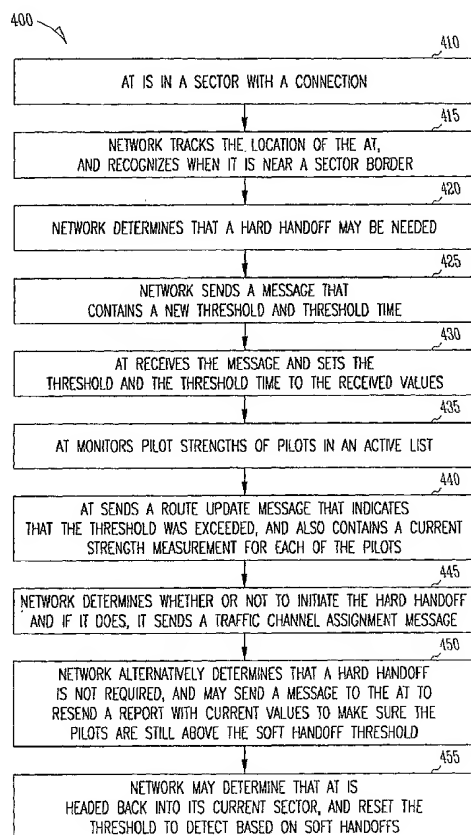 400
410
AT IS IN A SECTOR WITH A CONNECTION
415
NETWORK TRACKS THE LOCATION OF THE AT,
AND RECOGNIZES WHEN IT IS NEAR A SECTOR BORDER
420
NETWORK DETERMINES THAT A HARD HANDOFF MAY BE NEEDED
425
NETWORK SENDS A MESSAGE THAT
CONTAINS A NEW THRESHOLD AND THRESHOLD TIME
430
AT RECEIVES THE MESSAGE AND SETS THE
THRESHOLD AND THE THRESHOLD TIME TO THE RECEIVED VALUES
435
AT MONITORS PILOT STRENGTHS OF PILOTS IN AN ACTIVE LIST
440
AT SENDS A ROUTE UPDATE MESSAGE THAT INDICATES
THAT THE THRESHOLD WAS EXCEEDED, AND ALSO CONTAINS A CURRENT
STRENGTH MEASUREMENT FOR EACH OF THE PILOTS
445
NETWORK DETERMINES WHETHER OR NOT TO INITIATE THE HARD HANDOFF
AND IF IT DOES, IT SENDS A TRAFFIC CHANNEL ASSIGNMENT MESSAGE
450
NETWORK ALTERNATIVELY DETERMINES THAT A HARD HANDOFF
IS NOT REQUIRED, AND MAY SEND A MESSAGE TO THE AT TO
RESEND A REPORT WITH CURRENT VALUES TO MAKE SURE THE
PILOTS ARE STILL ABOVE THE SOFT HANDOFF THRESHOLD
455
NETWORK MAY DETERMINE THAT AT IS
HEADED BACK INTO ITS CURRENT SECTOR, AND RESET THE
THRESHOLD TO DETECT BASED ON SOFT HANDOFFS